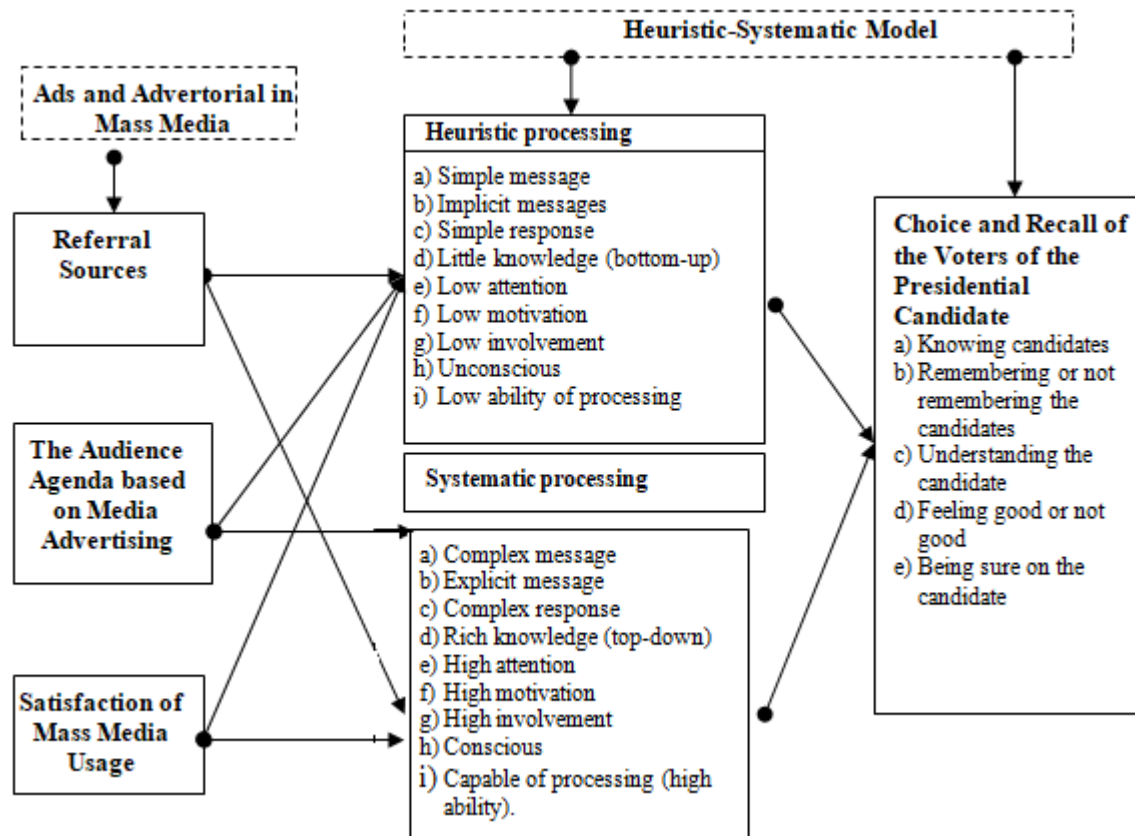 Heuristic-Systematic Model
Ads and Advertorial in
Mass Media
Referral
Sources
The Audience
Agenda based
on Media
Advertising
Satisfaction of
Mass Media
Usage
Heuristic processing
a) Simple message
b) Implicit messages
c) Simple response
d) Little knowledge (bottom-up)
e) Low attention
f) Low motivation
g) Low involvement
h) Unconscious
i) Low ability of processing
Systematic processing
a) Complex message
b) Explicit message
c) Complex response
d) Rich knowledge (top-down)
e) High attention
f) High motivation
g) High involvement
h) Conscious
i) Capable of processing (high
ability).
Choice and Recall of
the Voters of the
Presidential
Candidate
a) Knowing candidates
b) Remembering or not
remembering the
candidates
c) Understanding the
candidate
d) Feeling good or not
good
e) Being sure on the
candidate